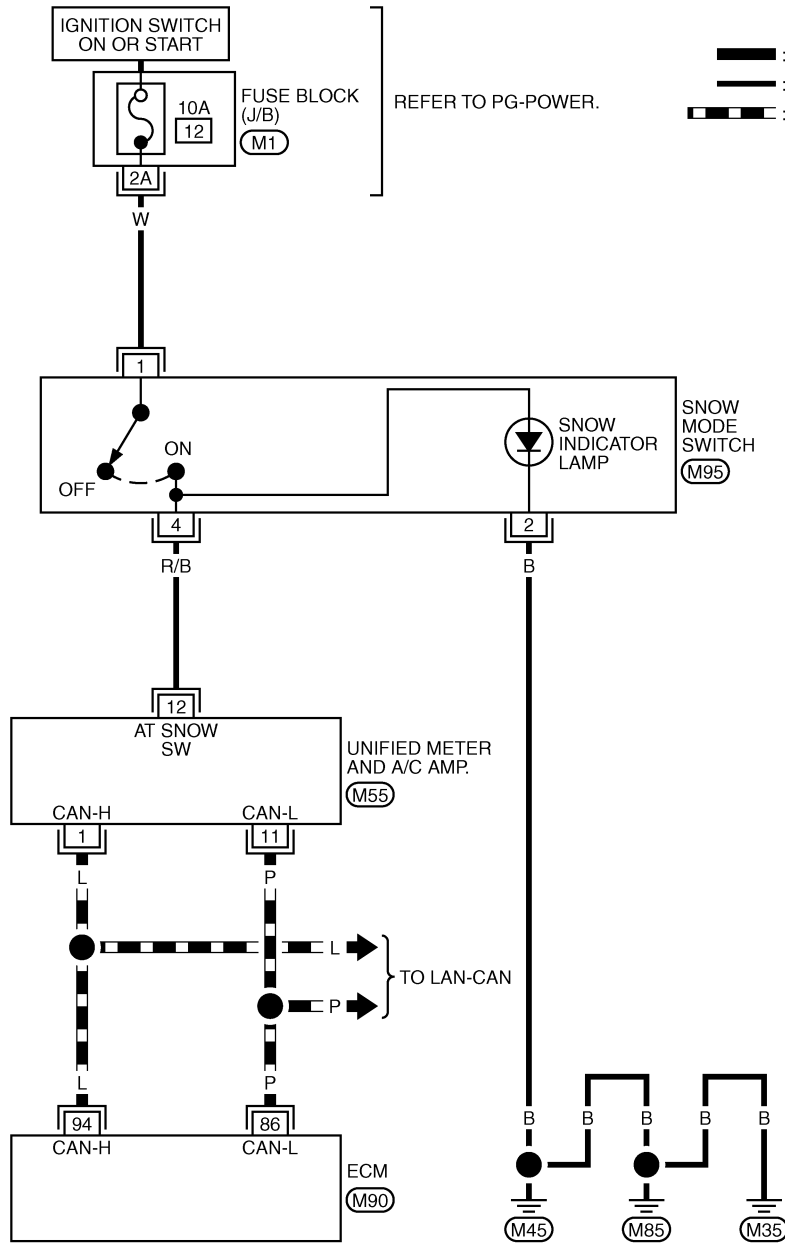 IGNITION SWITCH
ON OR START
10A
12
FUSE BLOCK
(J/B)
M1
REFER TO PG-POWER.
:
:
:
2A
W
1
OFF
ON
SNOW
INDICATOR
LAMP
SNOW
MODE
SWITCH
M95
4
2
R/B
B
12
AT SNOW
SW
UNIFIED METER
AND A/C AMP.
M55
CAN-H
CAN-L
1
11
L
P
L
P
TO LAN-CAN
L
P
94
86
CAN-H
CAN-L
ECM
M90
B
B
B
B
B
M45
M85
M35